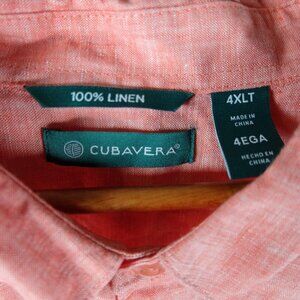 100% LINEN
CUBAVERA®
4XLT
MADE IN
CHINA
4EGA
HECHO EN
CHINA